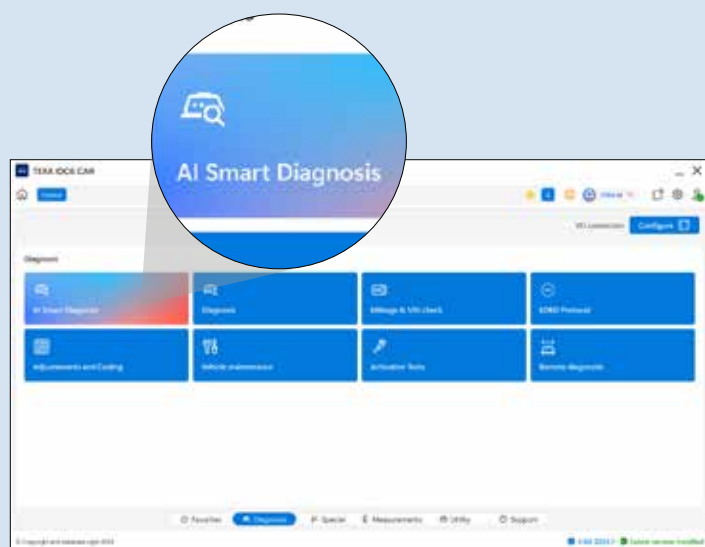 AI Smart Diagnosis
TEXA IDC6 CAR
Configure
Diagnosis
AI Smart Diagnosis
Diagnosis
Mileage & VIN check
EOBD Protocol
Adjustments and Coding
Vehicle maintenance
Activation Tests
Remote diagnosis
Favorites
Diagnosis
Special
Measurements
Utility
Support